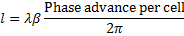 l = λβ Phase advance per cell / 2π